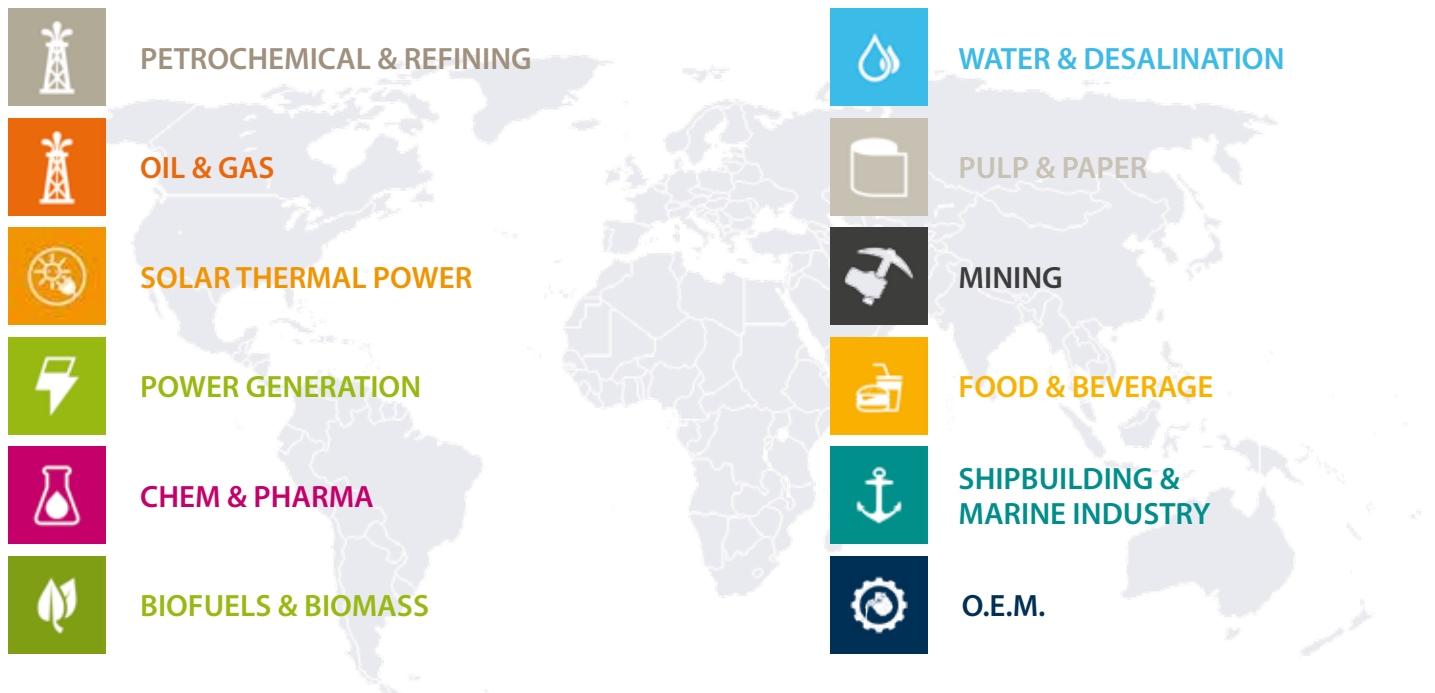 PETROCHEMICAL & REFINING
OIL & GAS
SOLAR THERMAL POWER
POWER GENERATION
CHEM & PHARMA
BIOFUELS & BIOMASS
WATER & DESALINATION
PULP & PAPER
MINING
FOOD & BEVERAGE
SHIPBUILDING &
MARINE INDUSTRY
O.E.M.